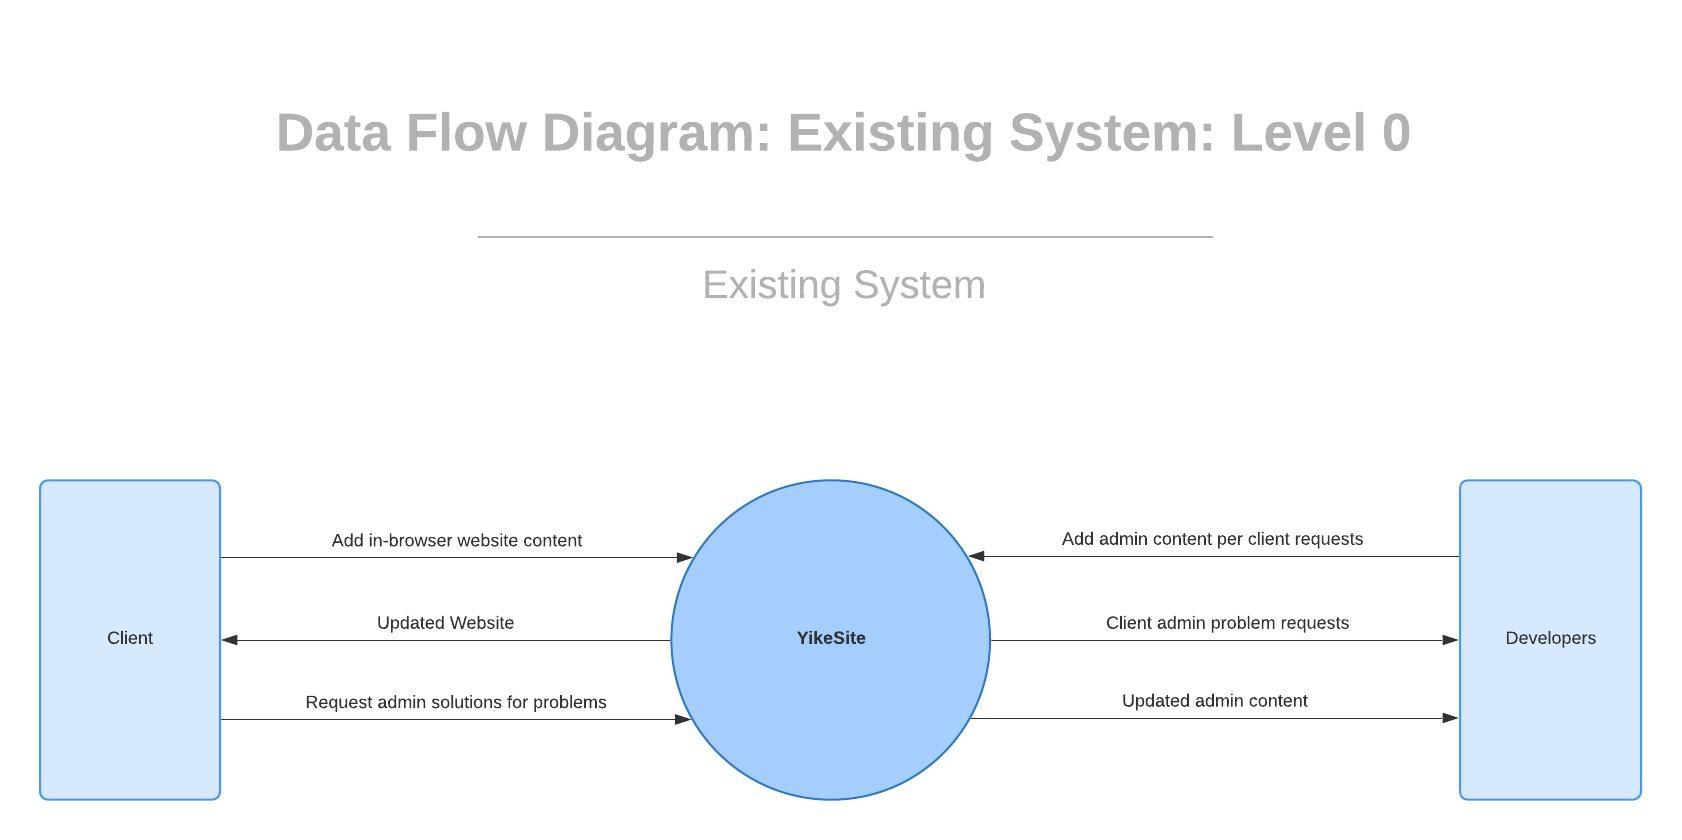 Data Flow Diagram: Existing System: Level 0
Existing System
Add in-browser website content
Add admin content per client requests
Updated Website
Client admin problem requests
Client
YikeSite
Developers
Request admin solutions for problems
Updated admin content